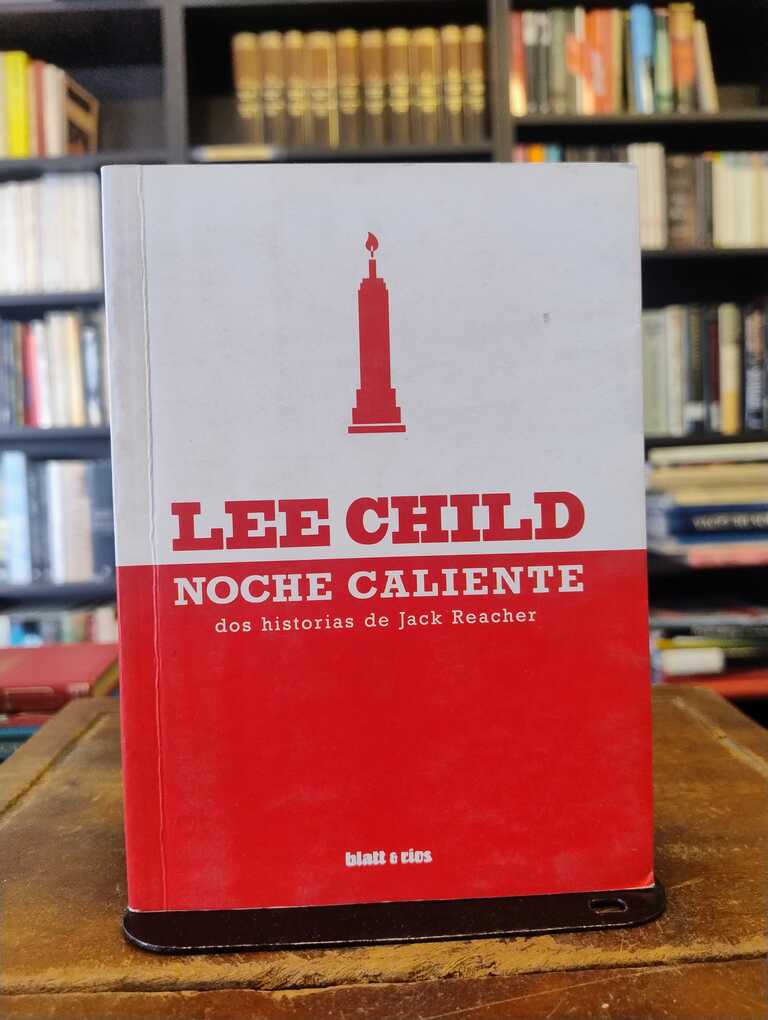 LEE CHILD
NOCHE CALIENTE
dos historias de Jack Reacher
blatt & ríos